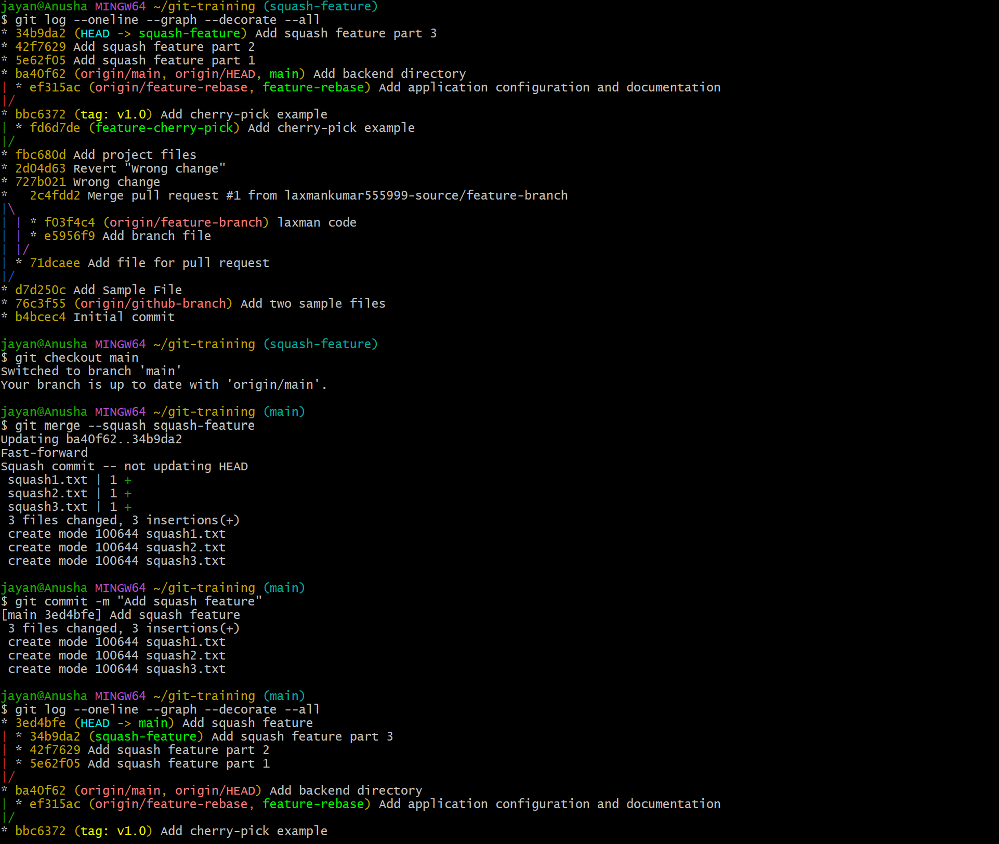 jayan@Anusha MINGW64 ~/git-training (squash-feature)
$ git log --oneline --graph --decorate --all
* 34b9da2 (HEAD -> squash-feature) Add squash feature part 3
* 42f7629 Add squash feature part 2
* 5e62f05 Add squash feature part 1
* ba40f62 (origin/main, origin/HEAD, main) Add backend directory
| * ef315ac (origin/feature-rebase, feature-rebase) Add application configuration and documentation
|/
* bbc6372 (tag: v1.0) Add cherry-pick example
| * fd6d7de (feature-cherry-pick) Add cherry-pick example
|/
* fbc680d Add project files
* 2d04d63 Revert "Wrong change"
* 727b021 Wrong change
*   2c4fdd2 Merge pull request #1 from laxmankumar555999-source/feature-branch
|\
| | * f03f4c4 (origin/feature-branch) laxman code
| | * e5956f9 Add branch file
| |/
| * 71dcaee Add file for pull request
|/
* d7d250c Add Sample File
* 76c3f55 (origin/github-branch) Add two sample files
* b4bcec4 Initial commit
jayan@Anusha MINGW64 ~/git-training (squash-feature)
$ git checkout main
Switched to branch 'main'
Your branch is up to date with 'origin/main'.
jayan@Anusha MINGW64 ~/git-training (main)
$ git merge --squash squash-feature
Updating ba40f62..34b9da2
Fast-forward
Squash commit -- not updating HEAD
 squash1.txt | 1 +
 squash2.txt | 1 +
 squash3.txt | 1 +
 3 files changed, 3 insertions(+)
 create mode 100644 squash1.txt
 create mode 100644 squash2.txt
 create mode 100644 squash3.txt
jayan@Anusha MINGW64 ~/git-training (main)
$ git commit -m "Add squash feature"
[main 3ed4bfe] Add squash feature
 3 files changed, 3 insertions(+)
 create mode 100644 squash1.txt
 create mode 100644 squash2.txt
 create mode 100644 squash3.txt
jayan@Anusha MINGW64 ~/git-training (main)
$ git log --oneline --graph --decorate --all
* 3ed4bfe (HEAD -> main) Add squash feature
| * 34b9da2 (squash-feature) Add squash feature part 3
| * 42f7629 Add squash feature part 2
| * 5e62f05 Add squash feature part 1
|/
* ba40f62 (origin/main, origin/HEAD) Add backend directory
| * ef315ac (origin/feature-rebase, feature-rebase) Add application configuration and documentation
|/
* bbc6372 (tag: v1.0) Add cherry-pick example